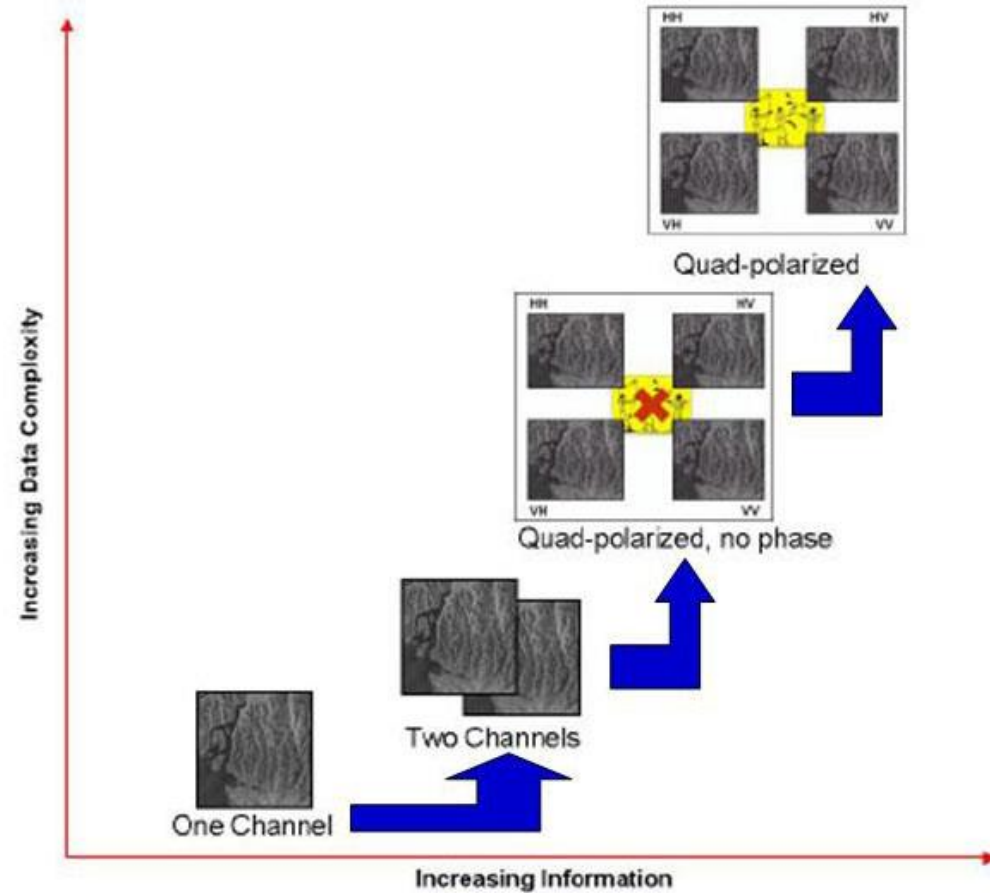 HH HV
VH VV
Quad-polarized
HH HV
VH VV
Quad-polarized, no phase
Two Channels
One Channel
Increasing Data Complexity
Increasing Information